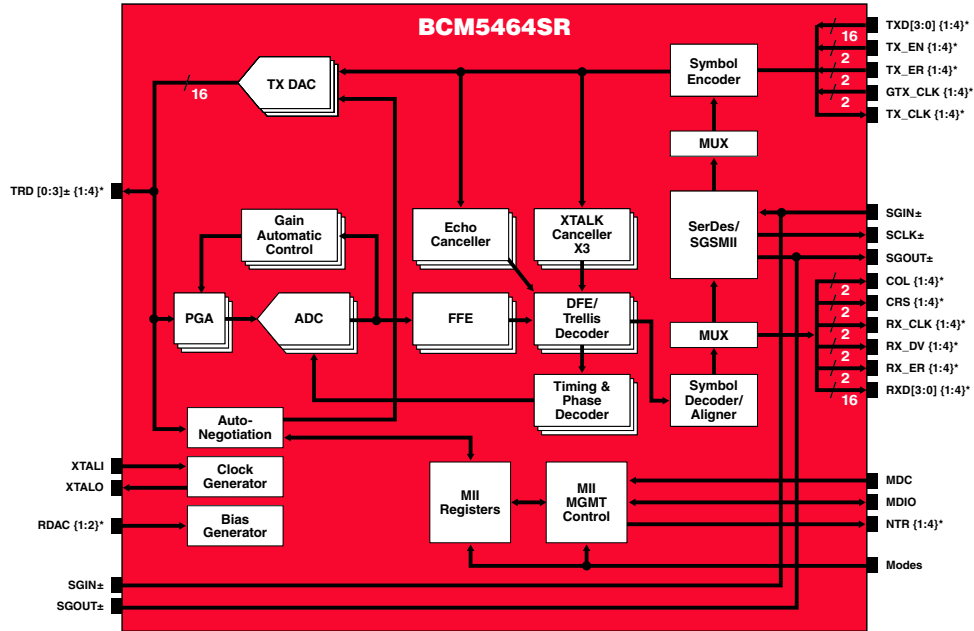 BCM5464SR
TXD[3:0] {1:4}*
16
TX_EN {1:4}*
2
TX_ER {1:4}*
2
GTX_CLK {1:4}*
2
TX_CLK {1:4}*
TX DAC
16
Symbol
Encoder
MUX
TRD [0:3]± {1:4}*
Gain
Automatic
Control
Echo
Canceller
XTALK
Canceller
X3
SerDes/
SGSMII
SGIN±
SCLK±
SGOUT±
COL {1:4}*
2
CRS {1:4}*
RX_CLK {1:4}*
2
RX_DV {1:4}*
2
RX_ER {1:4}*
2
RXD[3:0] {1:4}*
16
PGA
ADC
FFE
DFE/
Trellis
Decoder
MUX
Timing &
Phase
Decoder
Symbol
Decoder/
Aligner
Auto-
Negotiation
XTALI
XTALO
Clock
Generator
RDAC {1:2}*
Bias
Generator
MII
Registers
MII
MGMT
Control
MDC
MDIO
NTR {1:4}*
Modes
SGIN±
SGOUT±